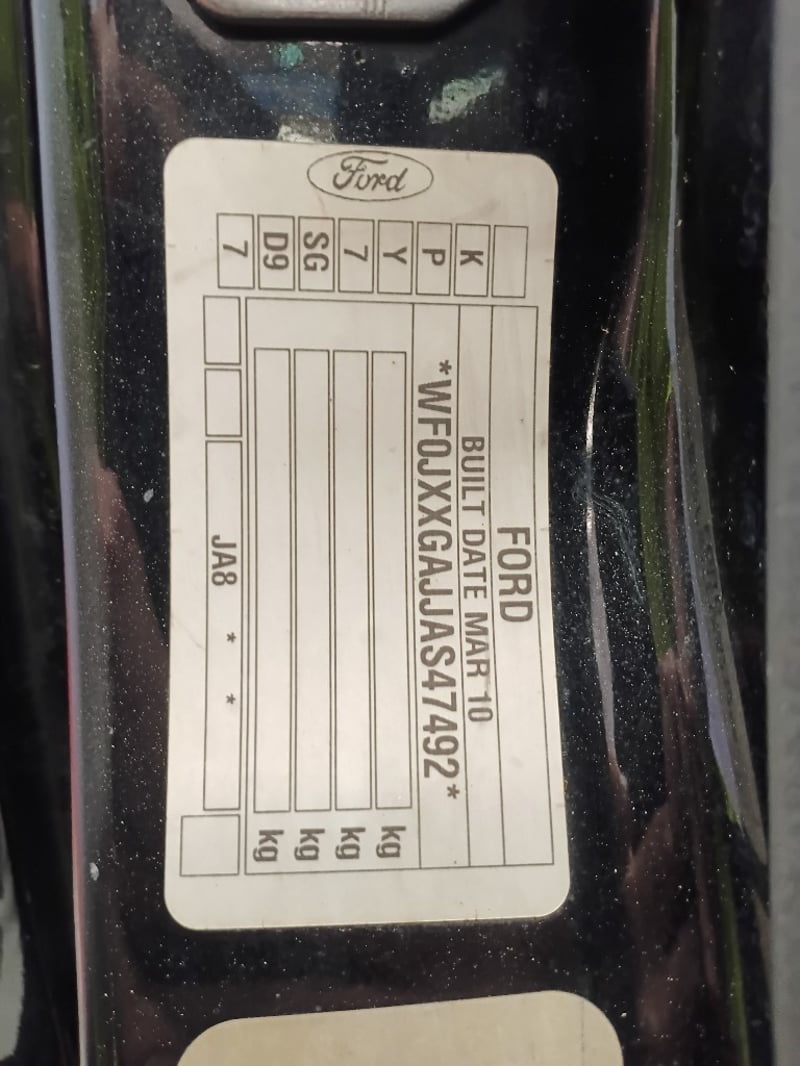 Ford
FORD
K BUILT DATE MAR 10
P *WF0JXXGAJJAS47492*
Y kg
7 kg
SG kg
D9 kg
7 JA8 * *